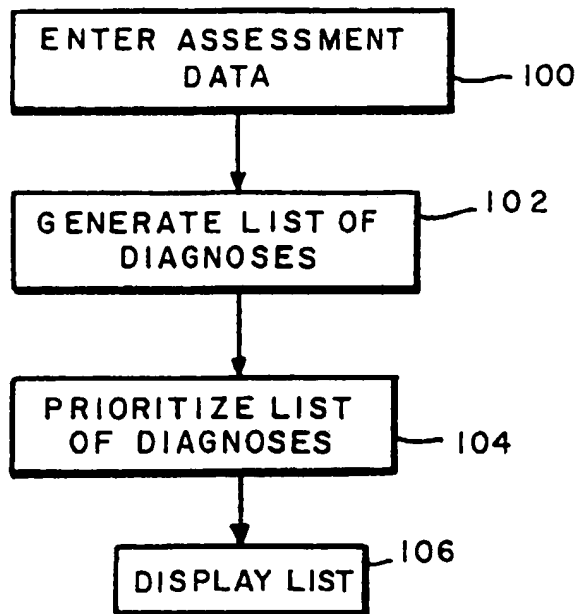 ENTER ASSESSMENT
DATA
100
GENERATE LIST OF
DIAGNOSES
102
PRIORITIZE LIST
OF DIAGNOSES
104
DISPLAY LIST
106